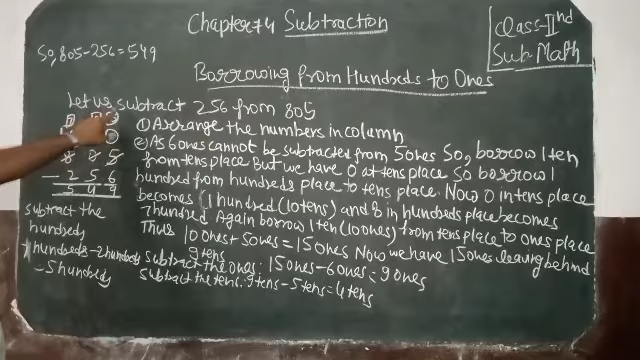 Chapter-4 Subtraction
Class-IInd
Sub-Math
So, 805-256=549
Borrowing from Hundreds to Ones
Let us subtract 256 from 805
8 0 5
- 2 5 6
5 4 9
① Arrange the numbers in column
② As 6 ones cannot be subtracted from 5 ones So, borrow 1 ten
from tens place But we have 0 at tens place So borrow 1
hundred from hundreds place to tens place. Now 0 in tens place
becomes (1 hundred (10 tens) and 8 in hundreds place becomes
7 hundred Again borrow 1 ten (10 ones) from tens place to ones place
Thus 10 ones + 5 ones = 15 ones Now we have 15 ones leaving behind
9 tens
subtract the ones: 15 ones - 6 ones = 9 ones
subtract the tens: 9 tens - 5 tens = 4 tens
subtract the
hundreds
7 hundreds - 2 hundreds
- 5 hundreds